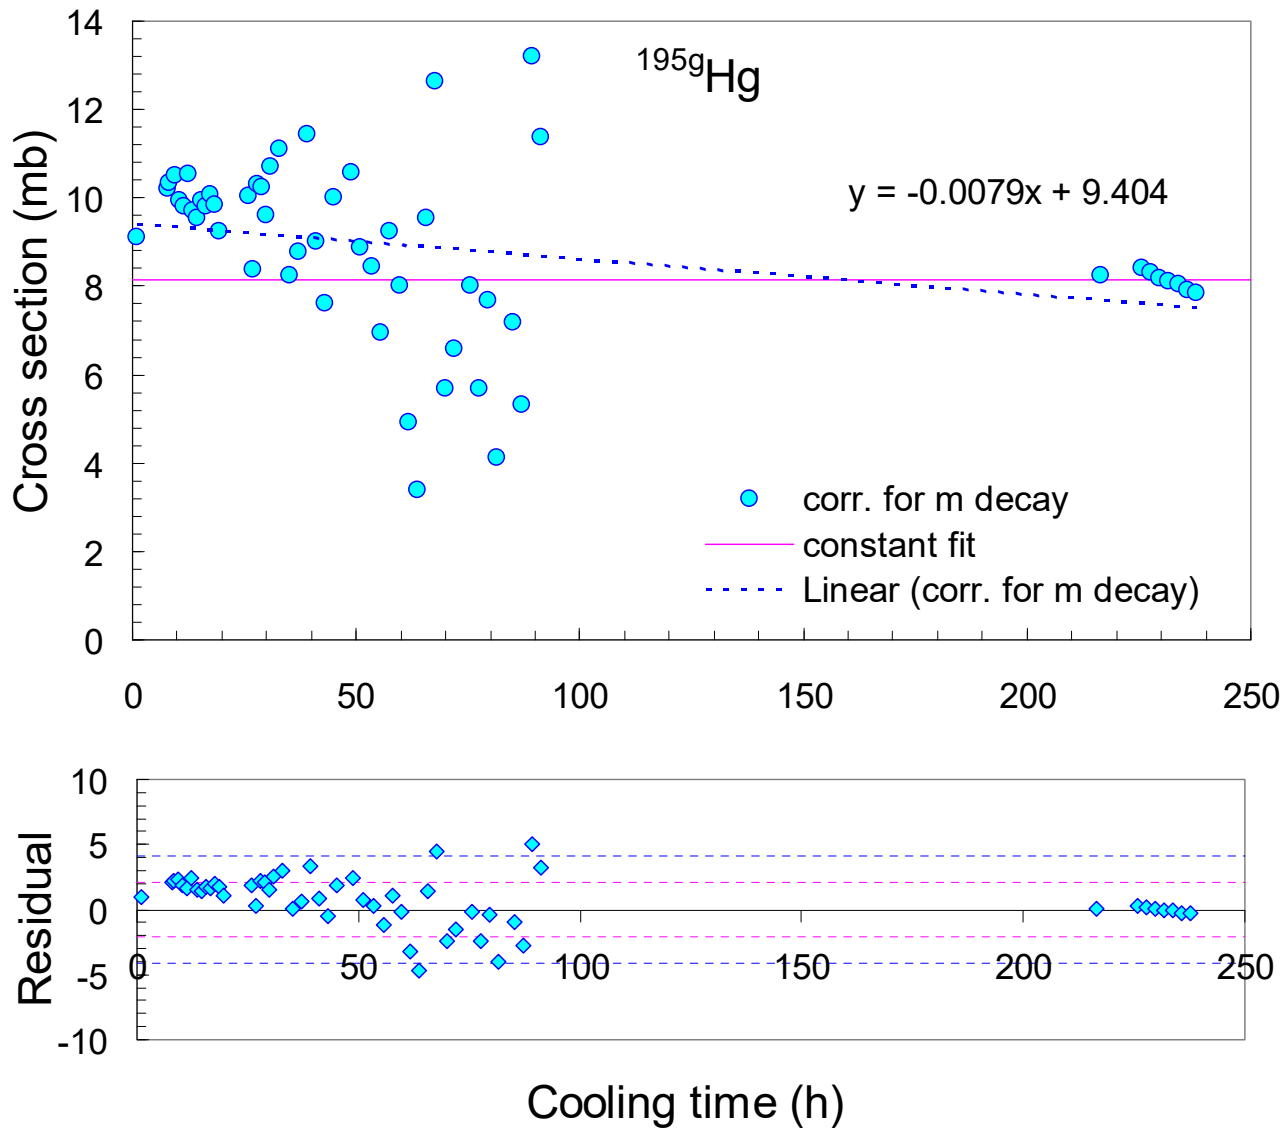 14
12
10
8
6
4
2
0
Cross section (mb)
195gHg
y = -0.0079x + 9.404
corr. for m decay
constant fit
Linear (corr. for m decay)
0 50 100 150 200 250
10
5
0
-5
-10
Residual
0 50 100 150 200 250
Cooling time (h)